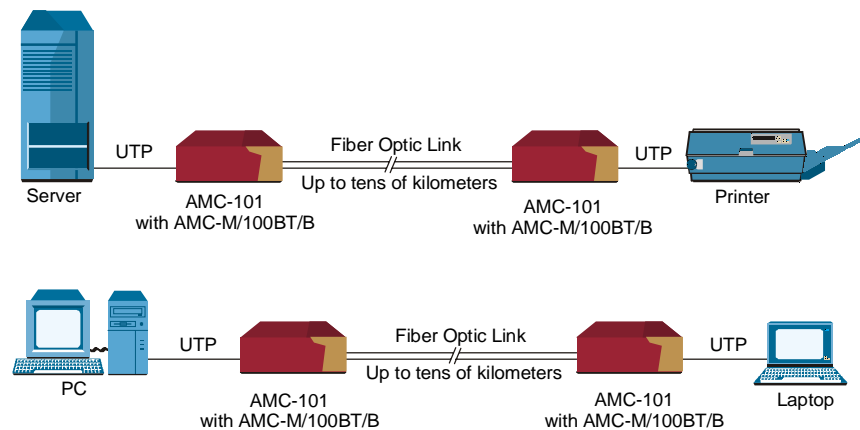 UTP
Fiber Optic Link
UTP
Up to tens of kilometers
Server
Printer
AMC-101
with AMC-M/100BT/B
AMC-101
with AMC-M/100BT/B
UTP
Fiber Optic Link
UTP
Up to tens of kilometers
PC
Laptop
AMC-101
with AMC-M/100BT/B
AMC-101
with AMC-M/100BT/B